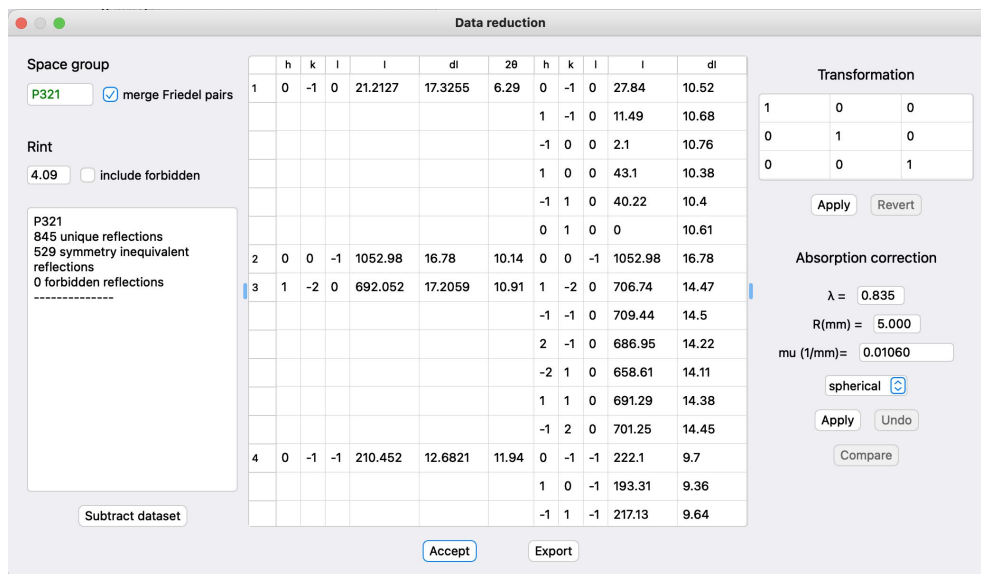 Data reduction
Space group
P321
merge Friedel pairs
Rint
4.09
include forbidden
P321
845 unique reflections
529 symmetry inequivalent
reflections
0 forbidden reflections
--------------
Subtract dataset
h k l I dI 2θ h k l I dI
1 0 -1 0 21.2127 17.3255 6.29 0 -1 0 27.84 10.52
1 -1 0 11.49 10.68
-1 0 0 2.1 10.76
1 0 0 43.1 10.38
-1 1 0 40.22 10.4
0 1 0 0 10.61
2 0 0 -1 1052.98 16.78 10.14 0 0 -1 1052.98 16.78
3 1 -2 0 692.052 17.2059 10.91 1 -2 0 706.74 14.47
-1 -1 0 709.44 14.5
2 -1 0 686.95 14.22
-2 1 0 658.61 14.11
1 1 0 691.29 14.38
-1 2 0 701.25 14.45
4 0 -1 -1 210.452 12.6821 11.94 0 -1 -1 222.1 9.7
1 0 -1 193.31 9.36
-1 1 -1 217.13 9.64
Accept
Export
Transformation
1 0 0
0 1 0
0 0 1
Apply
Revert
Absorption correction
λ = 0.835
R(mm) = 5.000
mu (1/mm)= 0.01060
spherical
Apply
Undo
Compare